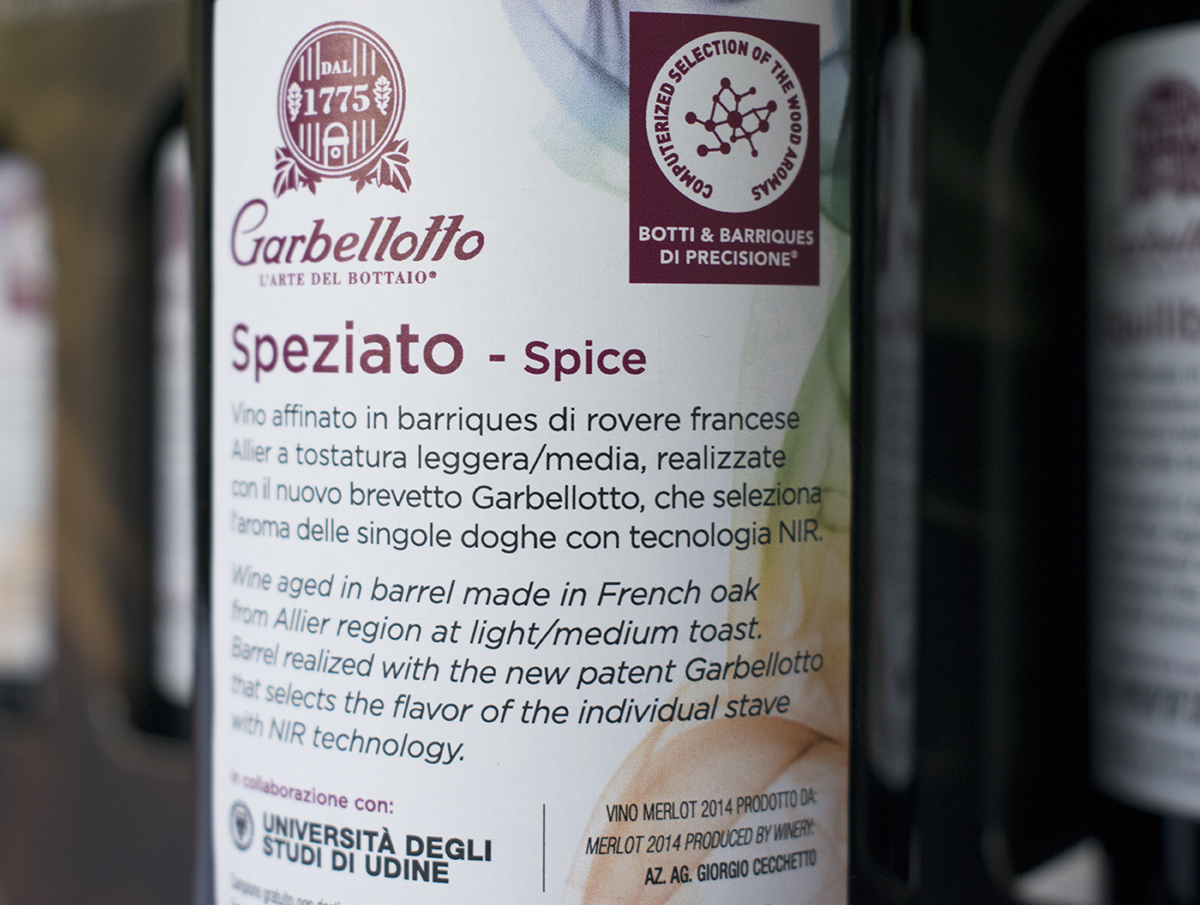 DAL
1775
Garbellotto
L'ARTE DEL BOTTAIO®
COMPUTERIZED SELECTION OF THE WOOD AROMAS
BOTTI & BARRIQUES
DI PRECISIONE®
Speziato - Spice
Vino affinato in barriques di rovere francese
Allier a tostatura leggera/media, realizzate
con il nuovo brevetto Garbellotto, che seleziona
l'aroma delle singole doghe con tecnologia NIR.
Wine aged in barrel made in French oak
from Allier region at light/medium toast.
Barrel realized with the new patent Garbellotto
that selects the flavor of the individual stave
with NIR technology.
in collaborazione con:
UNIVERSITÀ DEGLI
STUDI DI UDINE
VINO MERLOT 2014 PRODOTTO DA:
MERLOT 2014 PRODUCED BY WINERY:
AZ. AG. GIORGIO CECCHETTO
Campione gratuito non